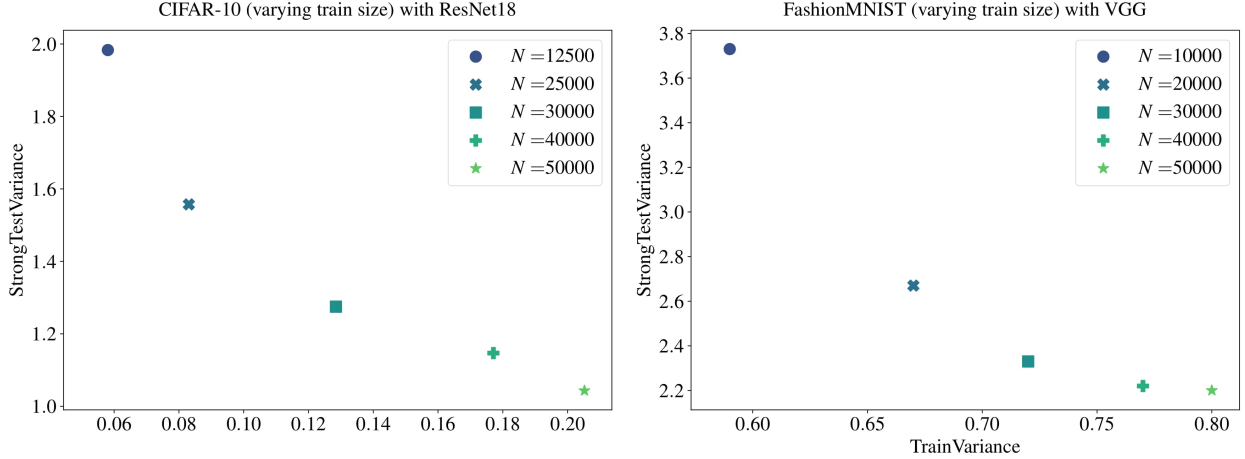 CIFAR-10 (varying train size) with ResNet18
StrongTestVariance
2.0
1.8
1.6
1.4
1.2
1.0
0.06 0.08 0.10 0.12 0.14 0.16 0.18 0.20
N =12500
N =25000
N =30000
N =40000
N =50000
FashionMNIST (varying train size) with VGG
StrongTestVariance
3.8
3.6
3.4
3.2
3.0
2.8
2.6
2.4
2.2
0.60 0.65 0.70 0.75 0.80
TrainVariance
N =10000
N =20000
N =30000
N =40000
N =50000